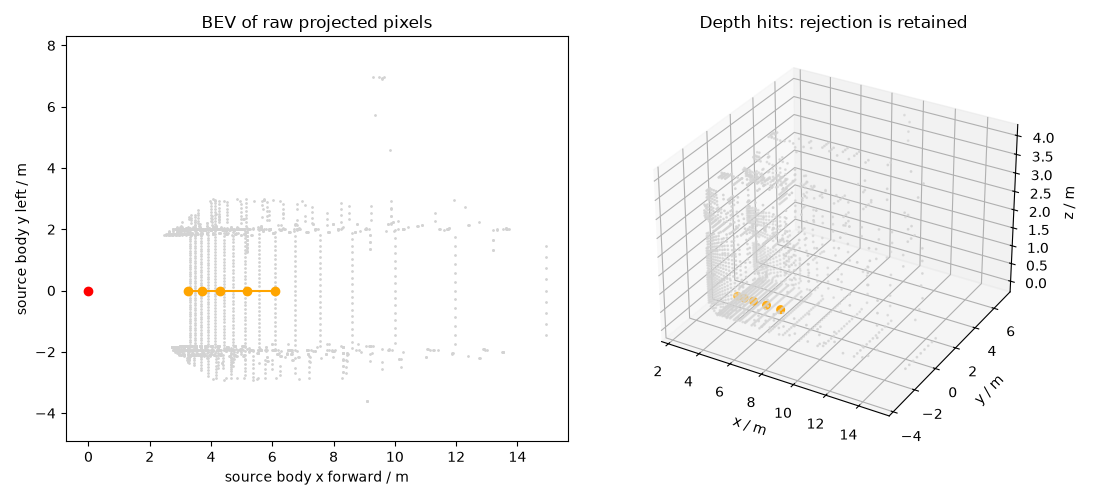 BEV of raw projected pixels
8
6
4
2
0
−2
−4
0 2 4 6 8 10 12 14
source body x forward / m
source body y left / m
Depth hits: rejection is retained
4.0
3.5
3.0
2.5
2.0
1.5
1.0
0.5
0.0
z / m
6
4
2
0
−2
−4
y / m
2 4 6 8 10 12 14
x / m